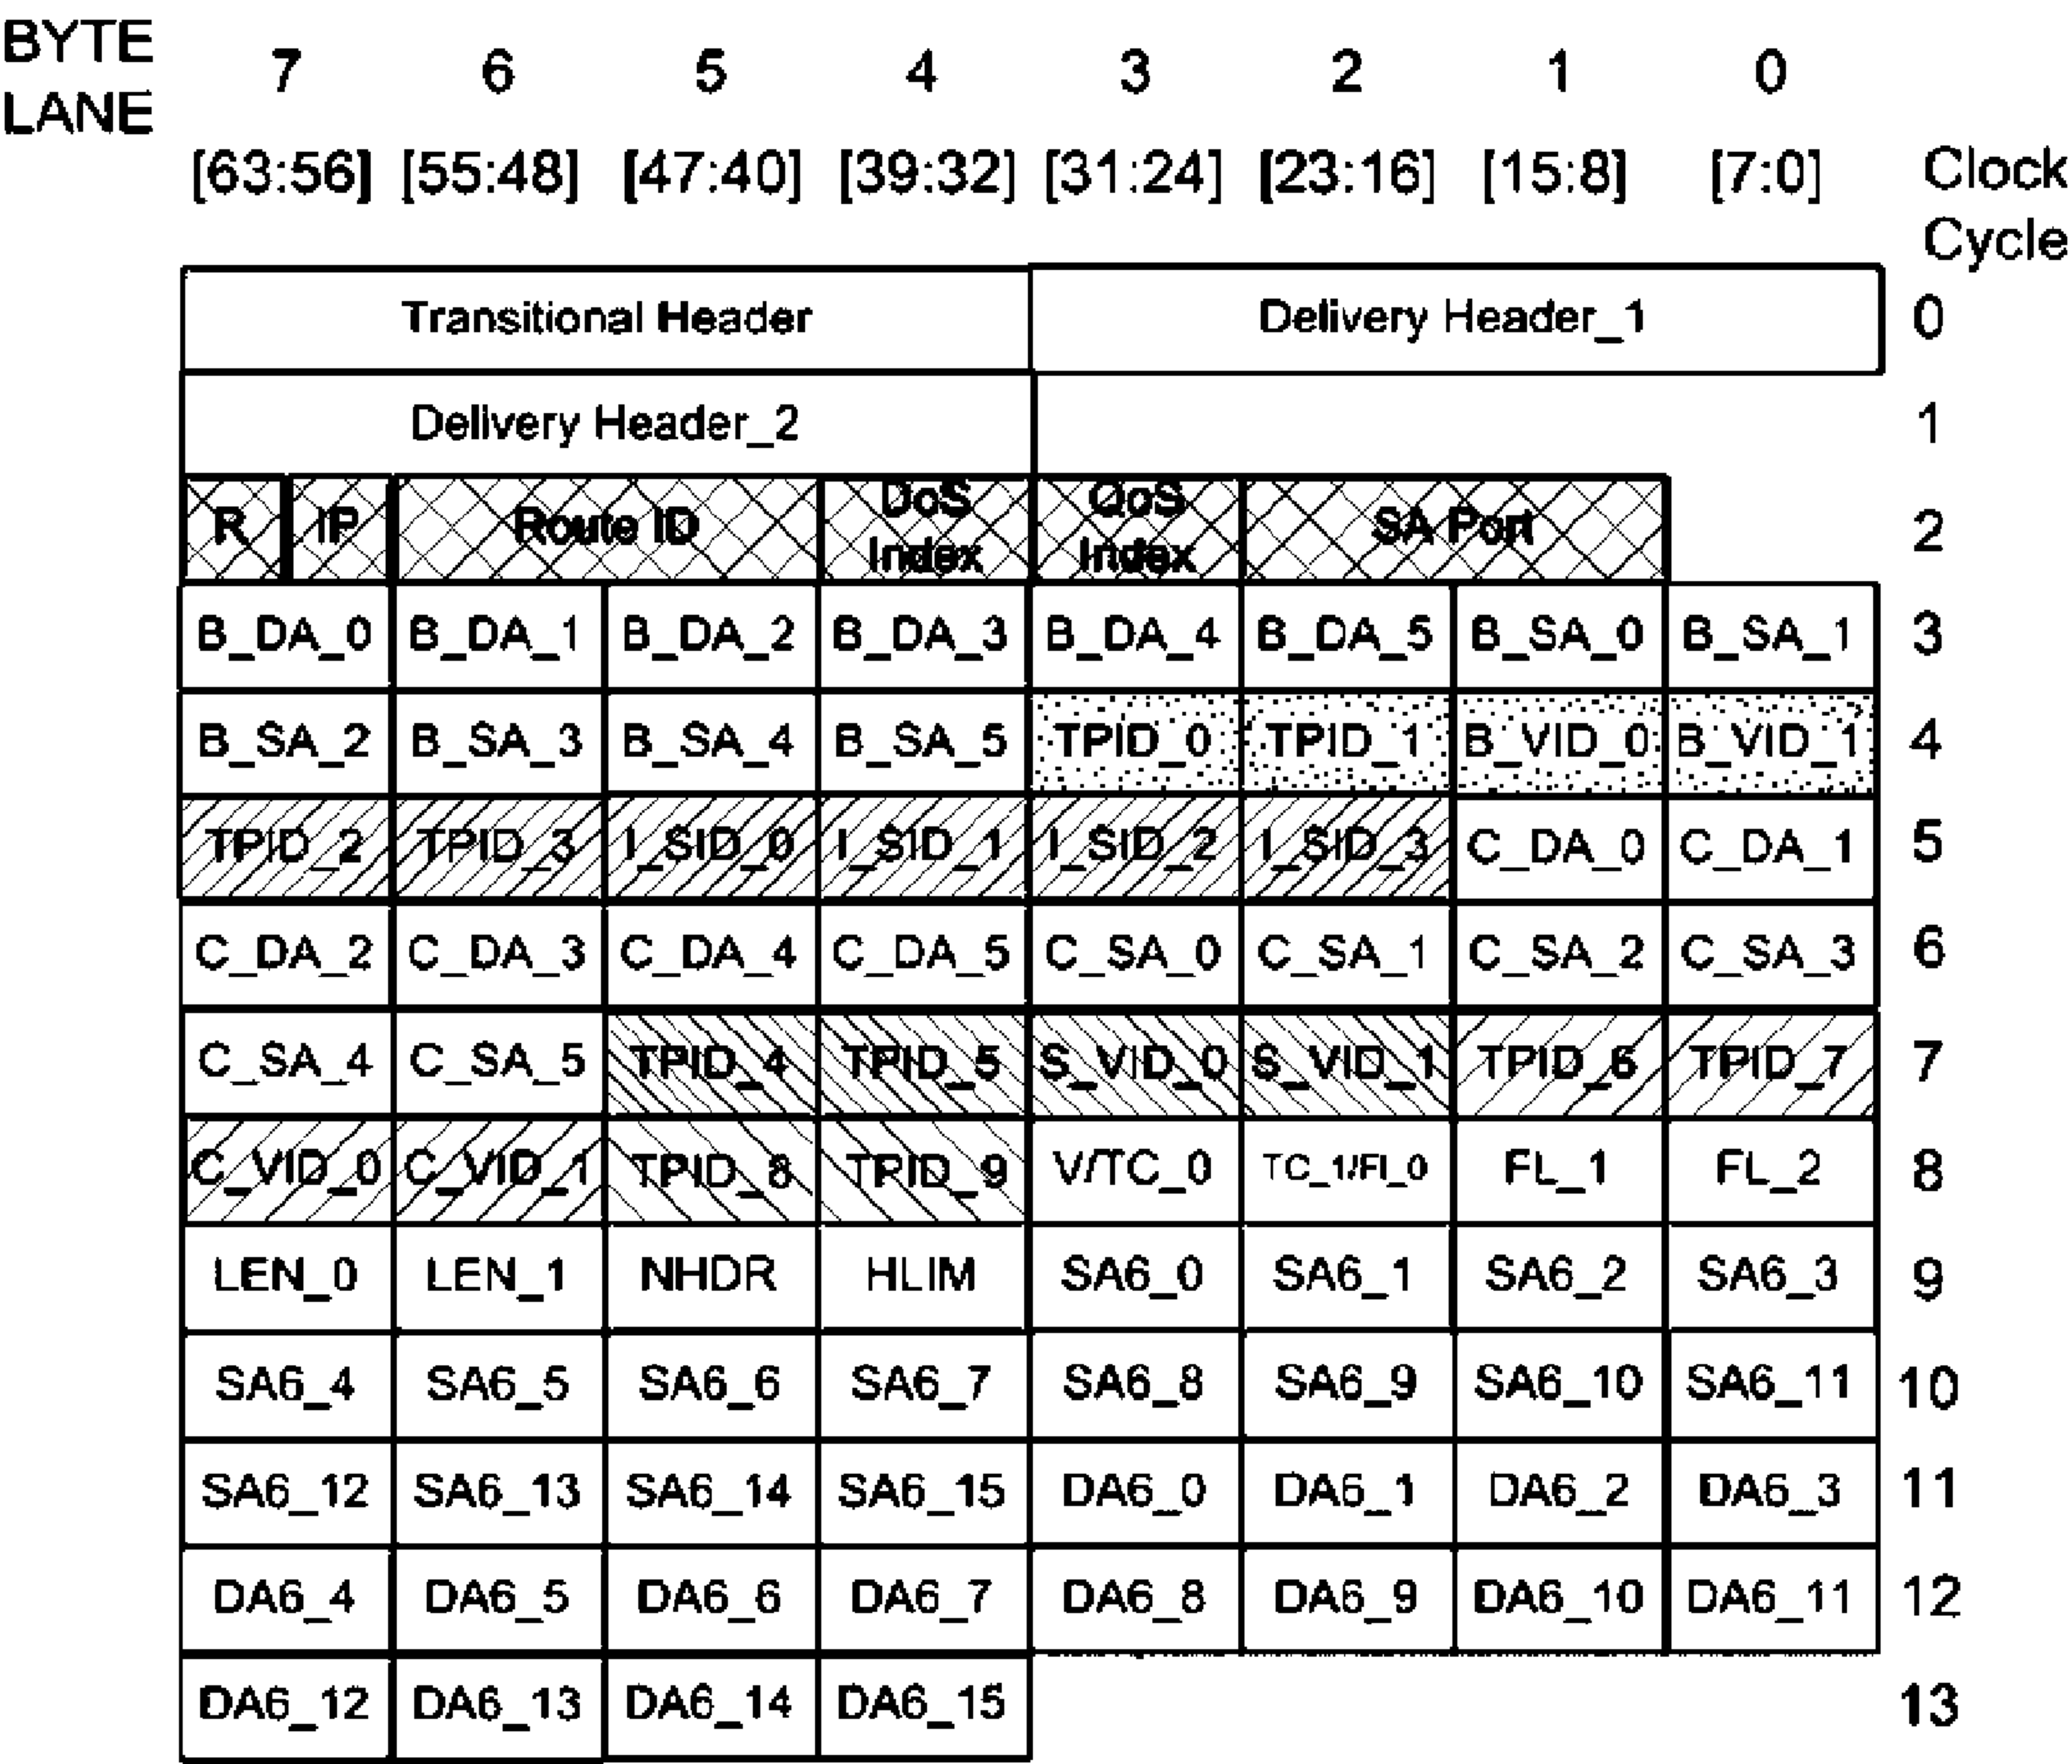 BYTE LANE 7 6 5 4 3 2 1 0
[63:56] [55:48] [47:40] [39:32] [31:24] [23:16] [15:8] [7:0] Clock Cycle
Transitional Header Delivery Header_1 0
Delivery Header_2 1
R IP Route ID DoS Index QoS Index SA Port 2
B_DA_0 B_DA_1 B_DA_2 B_DA_3 B_DA_4 B_DA_5 B_SA_0 B_SA_1 3
B_SA_2 B_SA_3 B_SA_4 B_SA_5 TPID_0 TPID_1 B_VID_0 B_VID_1 4
TPID_2 TPID_3 I_SID_0 I_SID_1 I_SID_2 I_SID_3 C_DA_0 C_DA_1 5
C_DA_2 C_DA_3 C_DA_4 C_DA_5 C_SA_0 C_SA_1 C_SA_2 C_SA_3 6
C_SA_4 C_SA_5 TPID_4 TPID_5 S_VID_0 S_VID_1 TPID_6 TPID_7 7
C_VID_0 C_VID_1 TPID_8 TPID_9 V/TC_0 TC_1/FI_0 FL_1 FL_2 8
LEN_0 LEN_1 NHDR HLIM SA6_0 SA6_1 SA6_2 SA6_3 9
SA6_4 SA6_5 SA6_6 SA6_7 SA6_8 SA6_9 SA6_10 SA6_11 10
SA6_12 SA6_13 SA6_14 SA6_15 DA6_0 DA6_1 DA6_2 DA6_3 11
DA6_4 DA6_5 DA6_6 DA6_7 DA6_8 DA6_9 DA6_10 DA6_11 12
DA6_12 DA6_13 DA6_14 DA6_15 13